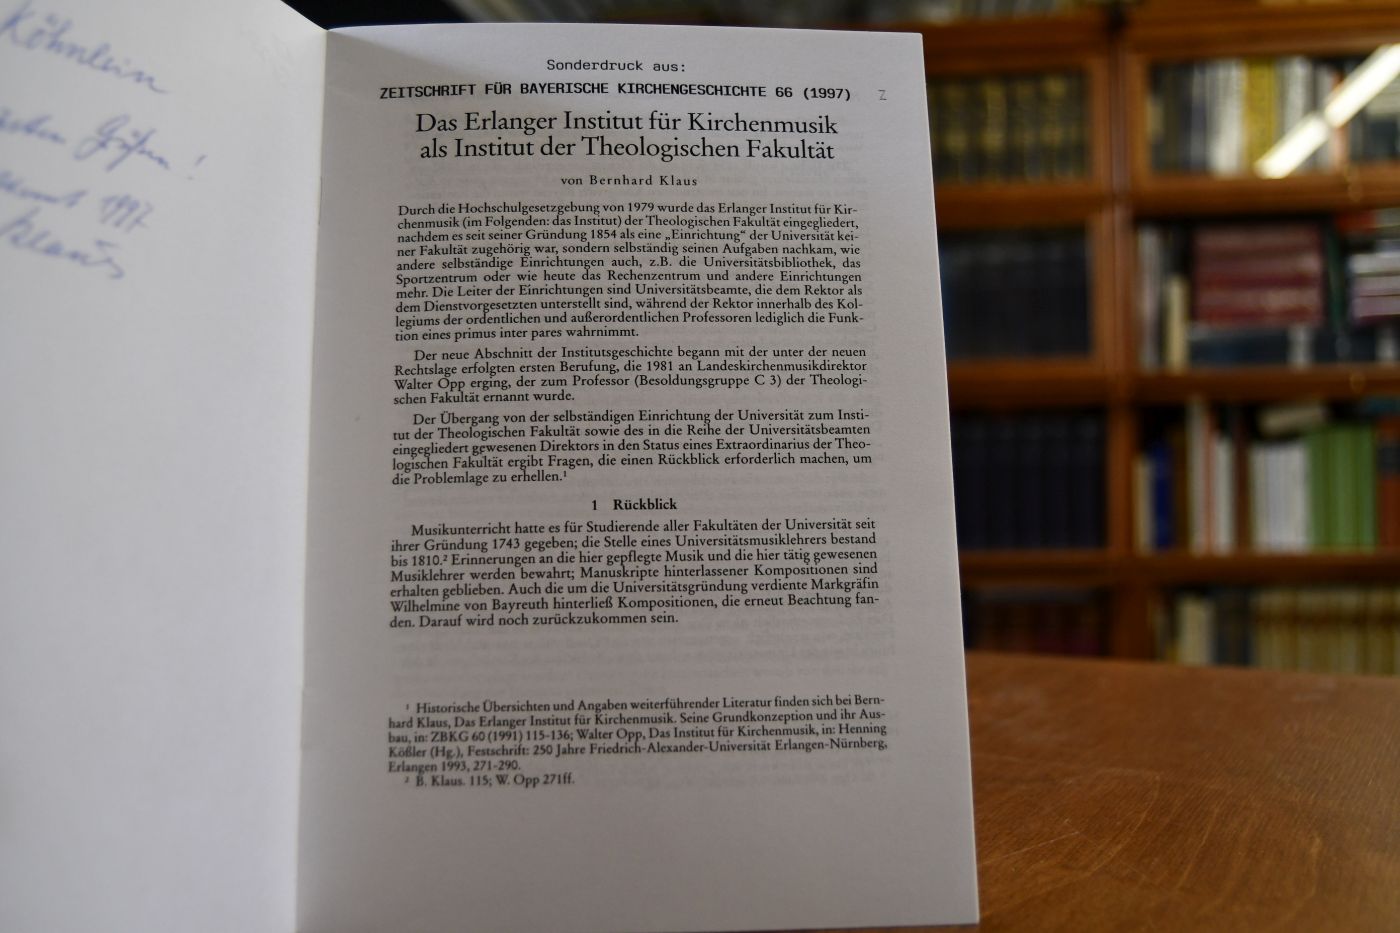 Köhnlein
Grüßen!
1997
Klaus
Sonderdruck aus:
ZEITSCHRIFT FÜR BAYERISCHE KIRCHENGESCHICHTE 66 (1997) Z
Das Erlanger Institut für Kirchenmusik
als Institut der Theologischen Fakultät
von Bernhard Klaus
Durch die Hochschulgesetzgebung von 1979 wurde das Erlanger Institut für Kir-
chenmusik (im Folgenden: das Institut) der Theologischen Fakultät eingegliedert,
nachdem es seit seiner Gründung 1854 als eine „Einrichtung“ der Universität kei-
ner Fakultät zugehörig war, sondern selbständig seinen Aufgaben nachkam, wie
andere selbständige Einrichtungen auch, z.B. die Universitätsbibliothek, das
Sportzentrum oder wie heute das Rechenzentrum und andere Einrichtungen
mehr. Die Leiter der Einrichtungen sind Universitätsbeamte, die dem Rektor als
dem Dienstvorgesetzten unterstellt sind, während der Rektor innerhalb des Kol-
legiums der ordentlichen und außerordentlichen Professoren lediglich die Funk-
tion eines primus inter pares wahrnimmt.
Der neue Abschnitt der Institutsgeschichte begann mit der unter der neuen
Rechtslage erfolgten ersten Berufung, die 1981 an Landeskirchenmusikdirektor
Walter Opp erging, der zum Professor (Besoldungsgruppe C 3) der Theologi-
schen Fakultät ernannt wurde.
Der Übergang von der selbständigen Einrichtung der Universität zum Insti-
tut der Theologischen Fakultät sowie des in die Reihe der Universitätsbeamten
eingegliedert gewesenen Direktors in den Status eines Extraordinarius der Theo-
logischen Fakultät ergibt Fragen, die einen Rückblick erforderlich machen, um
die Problemlage zu erhellen.¹
1 Rückblick
Musikunterricht hatte es für Studierende aller Fakultäten der Universität seit
ihrer Gründung 1743 gegeben; die Stelle eines Universitätsmusiklehrers bestand
bis 1810.² Erinnerungen an die hier gepflegte Musik und die hier tätig gewesenen
Musiklehrer werden bewahrt; Manuskripte hinterlassener Kompositionen sind
erhalten geblieben. Auch die um die Universitätsgründung verdiente Markgräfin
Wilhelmine von Bayreuth hinterließ Kompositionen, die erneut Beachtung fan-
den. Darauf wird noch zurückzukommen sein.
¹ Historische Übersichten und Angaben weiterführender Literatur finden sich bei Bern-
hard Klaus, Das Erlanger Institut für Kirchenmusik. Seine Grundkonzeption und ihr Aus-
bau, in: ZBKG 60 (1991) 115-136; Walter Opp, Das Institut für Kirchenmusik, in: Henning
Kößler (Hg.), Festschrift: 250 Jahre Friedrich-Alexander-Universität Erlangen-Nürnberg,
Erlangen 1993, 271-290.
² B. Klaus. 115; W. Opp 271ff.